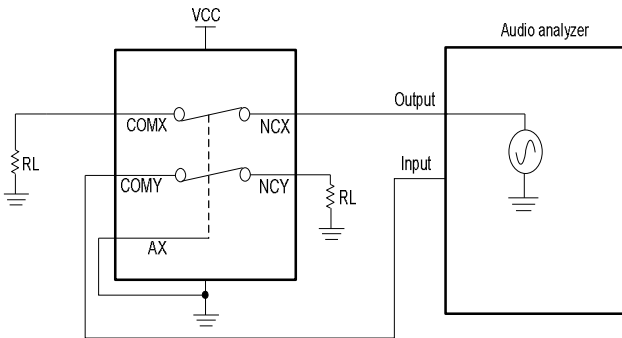 VCC
Audio analyzer
Output
COMX
NCX
Input
RL
COMY
NCY
RL
AX